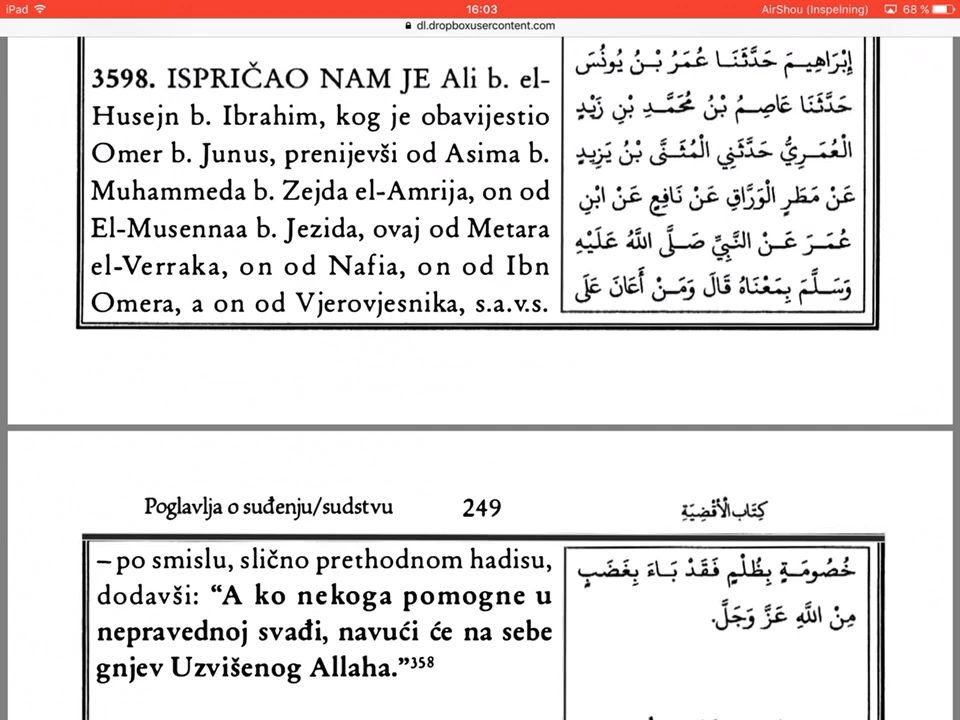 iPad 16:03 AirShou (Inspelning) 68 %
dl.dropboxusercontent.com
3598. ISPRIČAO NAM JE Ali b. el-
Husejn b. Ibrahim, kog je obavijestio
Omer b. Junus, prenijevši od Asima b.
Muhammeda b. Zejda el-Amrija, on od
El-Musennaa b. Jezida, ovaj od Metara
el-Verraka, on od Nafia, on od Ibn
Omera, a on od Vjerovjesnika, s.a.v.s.
إِبْرَاهِيمَ حَدَّثَنَا عُمَرُ بْنُ يُونُسَ
حَدَّثَنَا عَاصِمُ بْنُ مُحَمَّدِ بْنِ زَيْدٍ
الْعُمَرِيُّ حَدَّثَنِي الْمُثَنَّى بْنُ يَزِيدٍ
عَنْ مَطَرٍ الْوَرَّاقِ عَنْ نَافِعٍ عَنْ ابْنِ
عُمَرَ عَنْ النَّبِيِّ صَلَّى اللَّهُ عَلَيْهِ
وَسَلَّمَ بِمَعْنَاهُ قَالَ وَمَنْ أَعَانَ عَلَى
Poglavlja o suđenju/sudstvu 249 كِتَاب الْأَقْضِيَةِ
– po smislu, slično prethodnom hadisu,
dodavši: “A ko nekoga pomogne u
nepravednoj svađi, navući će na sebe
gnjev Uzvišenog Allaha.”358
خُصُومَةٍ بِظُلْمٍ فَقَدْ بَاءَ بِغَضَبٍ
مِنْ اللَّهِ عَزَّ وَجَلَّ.